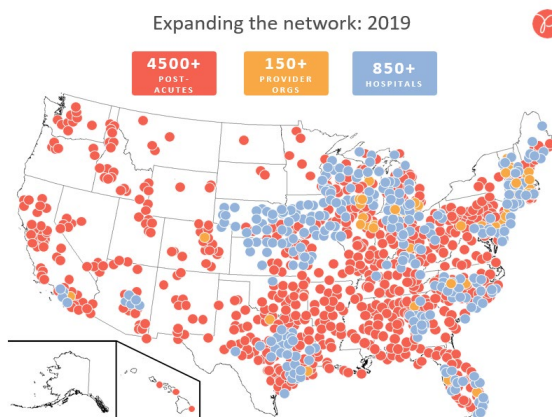 Expanding the network: 2019
4500+
POST-
ACUTES
150+
PROVIDER
ORGS
850+
HOSPITALS